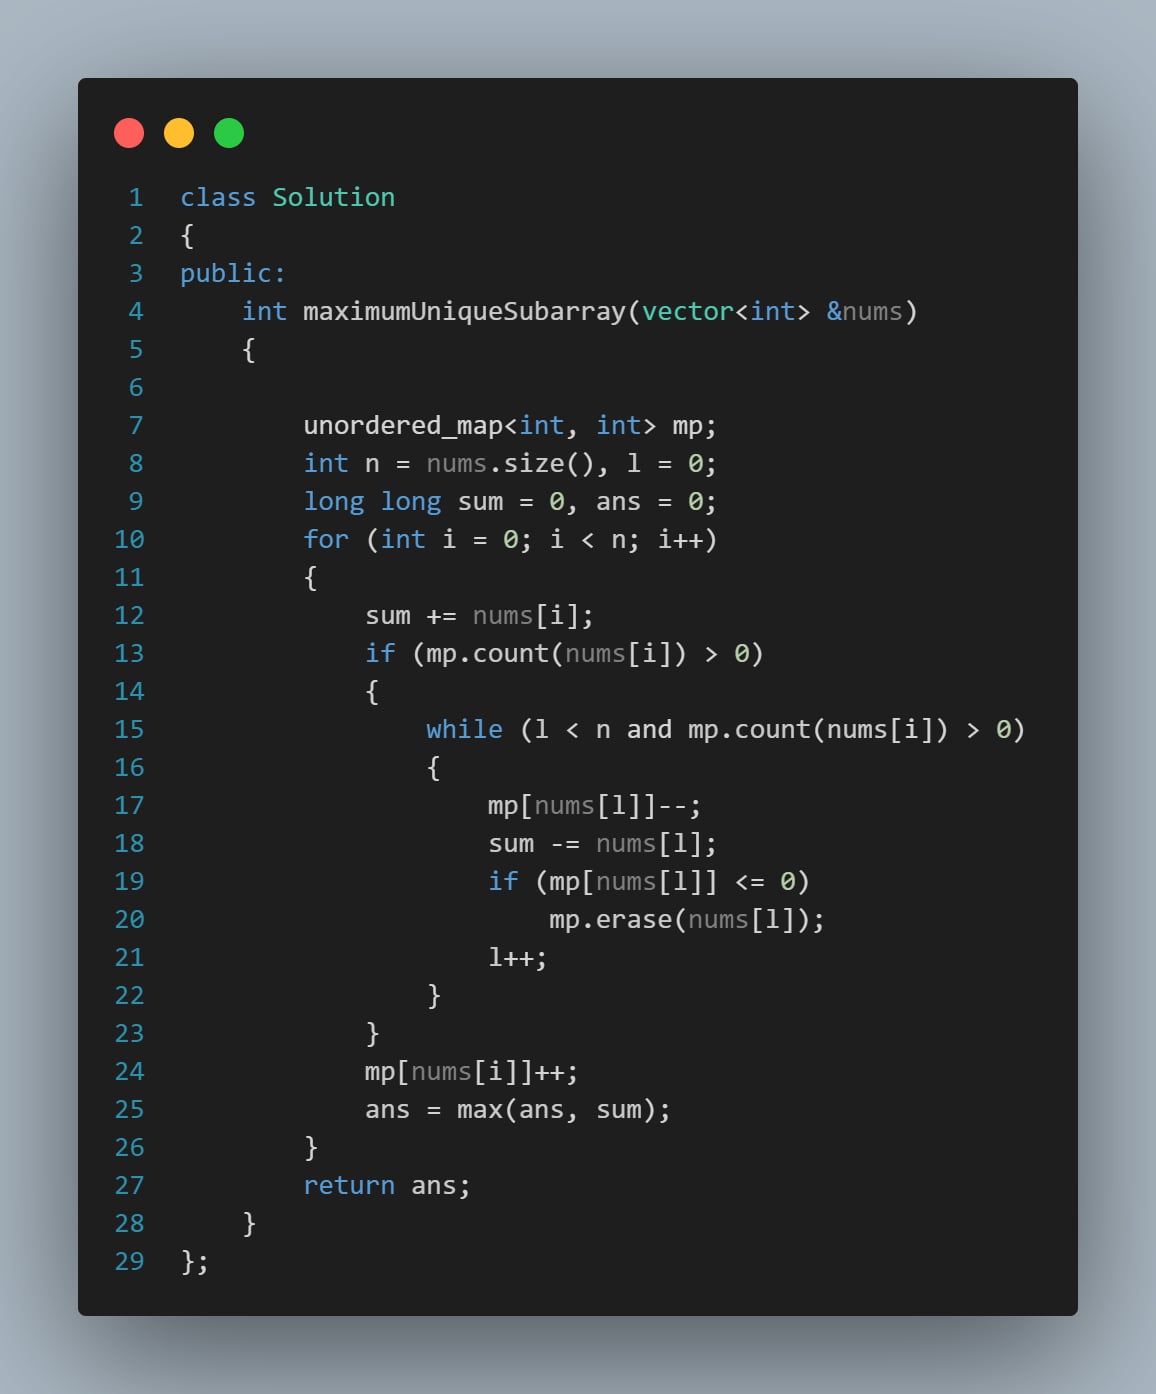 1 class Solution
2 {
3 public:
4     int maximumUniqueSubarray(vector<int> &nums)
5     {
6
7         unordered_map<int, int> mp;
8         int n = nums.size(), l = 0;
9         long long sum = 0, ans = 0;
10         for (int i = 0; i < n; i++)
11         {
12             sum += nums[i];
13             if (mp.count(nums[i]) > 0)
14             {
15                 while (l < n and mp.count(nums[i]) > 0)
16                 {
17                     mp[nums[l]]--;
18                     sum -= nums[l];
19                     if (mp[nums[l]] <= 0)
20                         mp.erase(nums[l]);
21                     l++;
22                 }
23             }
24             mp[nums[i]]++;
25             ans = max(ans, sum);
26         }
27         return ans;
28     }
29 };